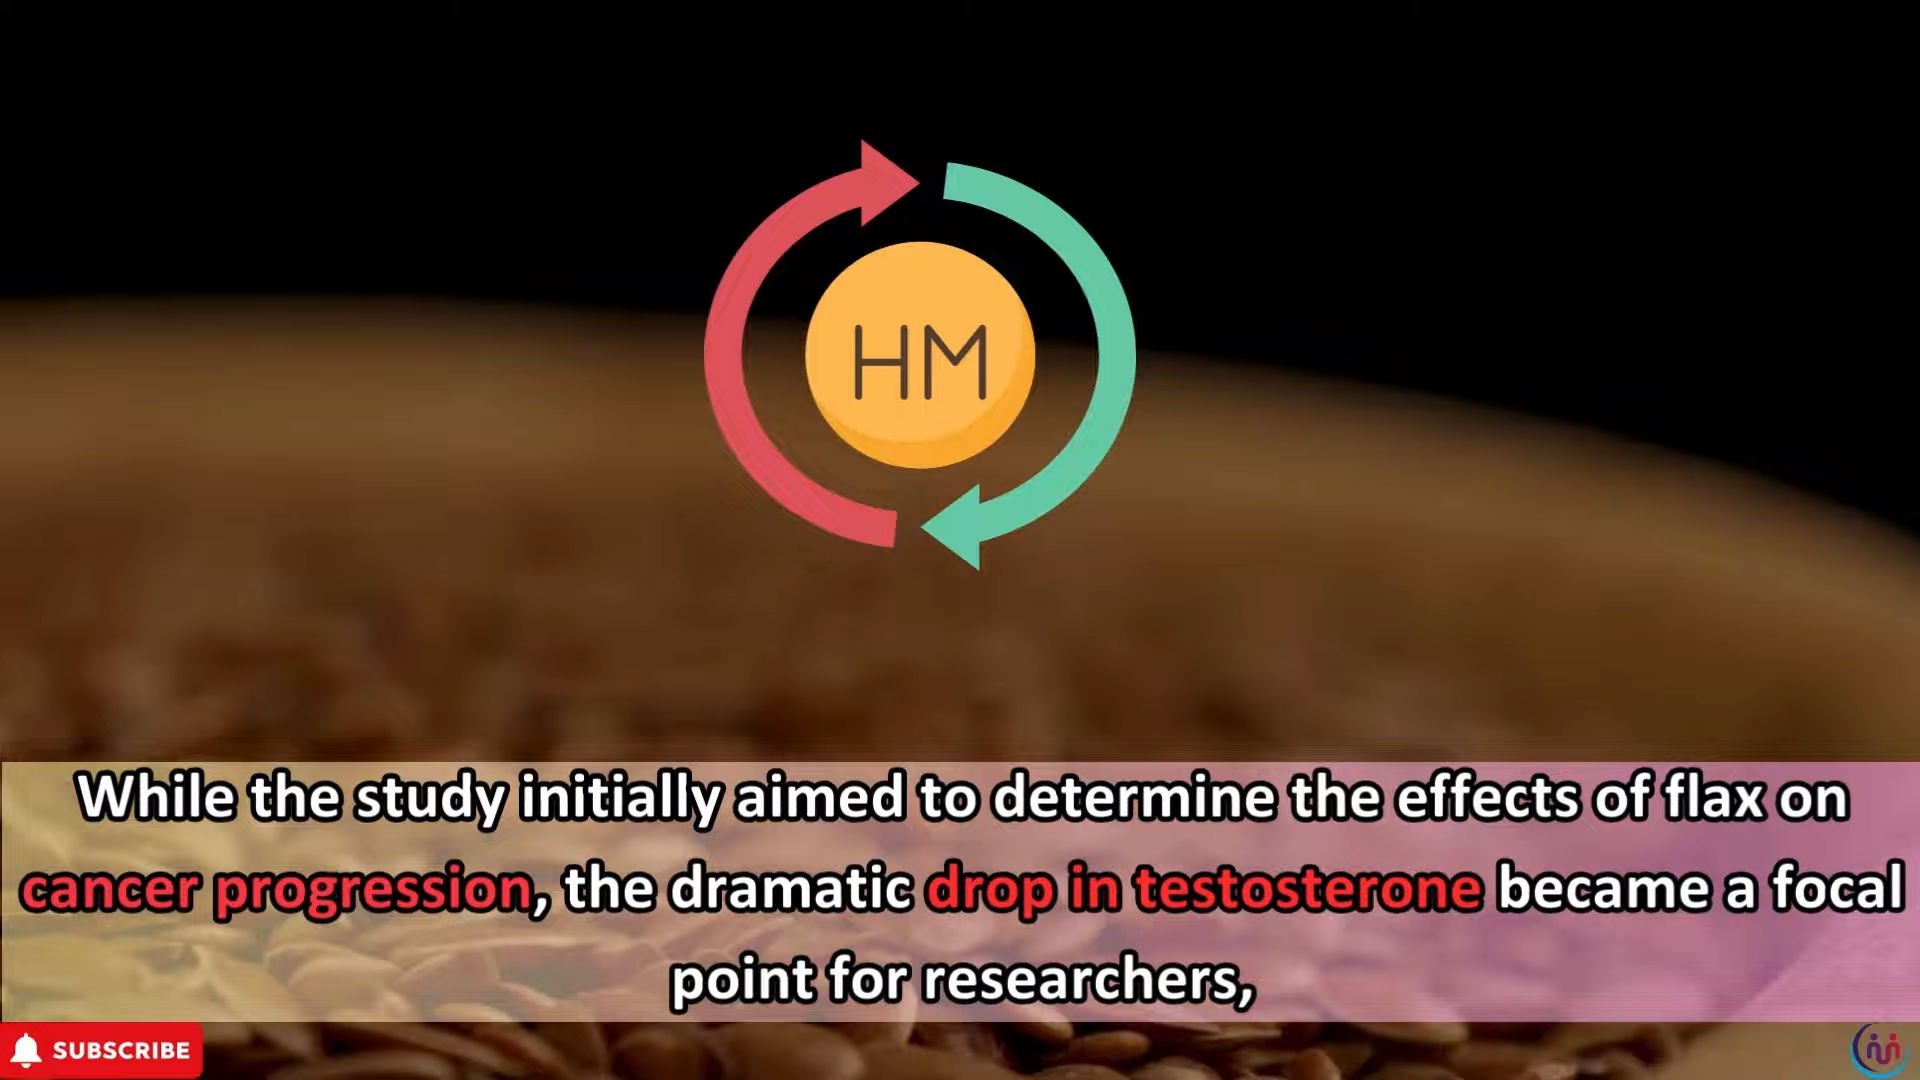 HM
While the study initially aimed to determine the effects of flax on
cancer progression, the dramatic drop in testosterone became a focal
point for researchers,
SUBSCRIBE